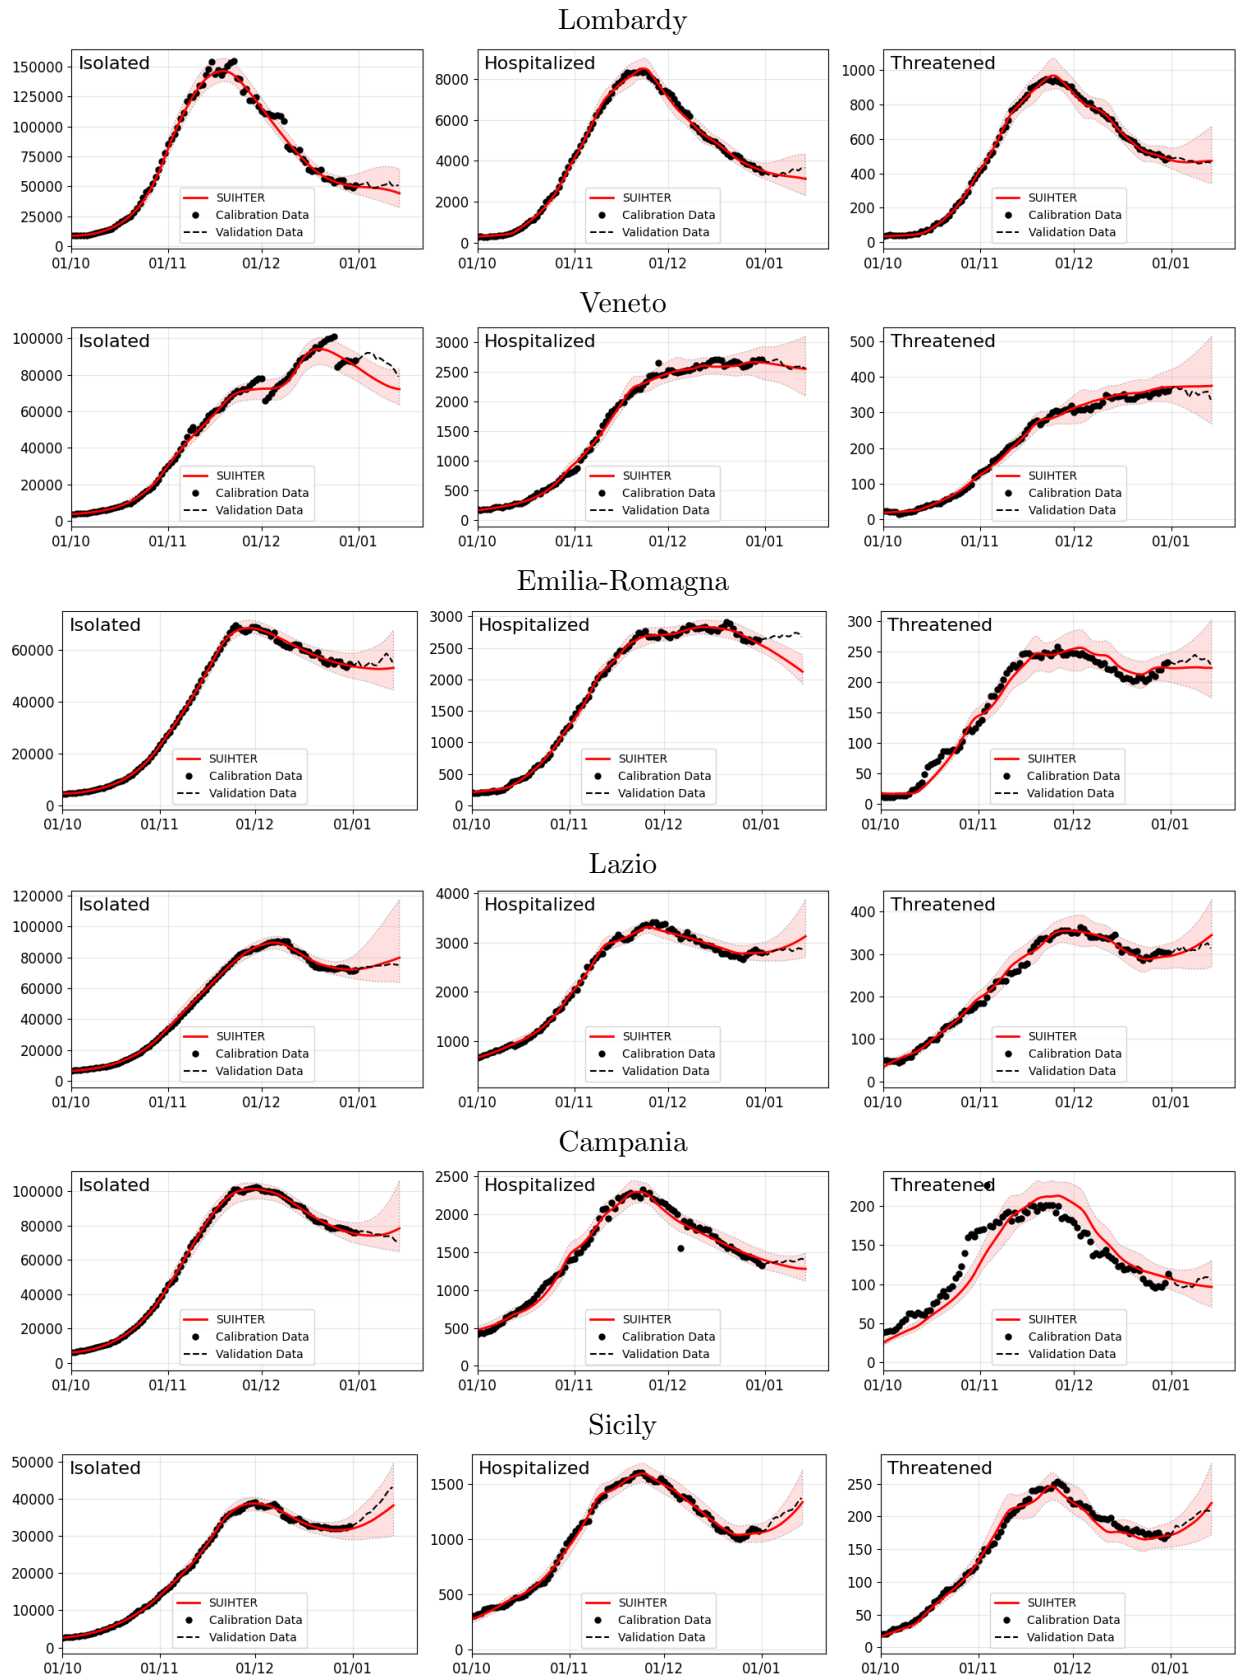 Lombardy
Isolated
150000
125000
100000
75000
50000
25000
0
SUIHTER
Calibration Data
Validation Data
01/10 01/11 01/12 01/01
Hospitalized
8000
6000
4000
2000
0
SUIHTER
Calibration Data
Validation Data
01/10 01/11 01/12 01/01
Threatened
1000
800
600
400
200
0
SUIHTER
Calibration Data
Validation Data
01/10 01/11 01/12 01/01
Veneto
Isolated
100000
80000
60000
40000
20000
0
SUIHTER
Calibration Data
Validation Data
01/10 01/11 01/12 01/01
Hospitalized
3000
2500
2000
1500
1000
500
0
SUIHTER
Calibration Data
Validation Data
01/10 01/11 01/12 01/01
Threatened
500
400
300
200
100
0
SUIHTER
Calibration Data
Validation Data
01/10 01/11 01/12 01/01
Emilia-Romagna
Isolated
60000
40000
20000
0
SUIHTER
Calibration Data
Validation Data
01/10 01/11 01/12 01/01
Hospitalized
3000
2500
2000
1500
1000
500
0
SUIHTER
Calibration Data
Validation Data
01/10 01/11 01/12 01/01
Threatened
300
250
200
150
100
50
0
SUIHTER
Calibration Data
Validation Data
01/10 01/11 01/12 01/01
Lazio
Isolated
120000
100000
80000
60000
40000
20000
0
SUIHTER
Calibration Data
Validation Data
01/10 01/11 01/12 01/01
Hospitalized
4000
3000
2000
1000
SUIHTER
Calibration Data
Validation Data
01/10 01/11 01/12 01/01
Threatened
400
300
200
100
0
SUIHTER
Calibration Data
Validation Data
01/10 01/11 01/12 01/01
Campania
Isolated
100000
80000
60000
40000
20000
0
SUIHTER
Calibration Data
Validation Data
01/10 01/11 01/12 01/01
Hospitalized
2500
2000
1500
1000
500
0
SUIHTER
Calibration Data
Validation Data
01/10 01/11 01/12 01/01
Threatened
200
150
100
50
0
SUIHTER
Calibration Data
Validation Data
01/10 01/11 01/12 01/01
Sicily
Isolated
50000
40000
30000
20000
10000
0
SUIHTER
Calibration Data
Validation Data
01/10 01/11 01/12 01/01
Hospitalized
1500
1000
500
0
SUIHTER
Calibration Data
Validation Data
01/10 01/11 01/12 01/01
Threatened
250
200
150
100
50
0
SUIHTER
Calibration Data
Validation Data
01/10 01/11 01/12 01/01